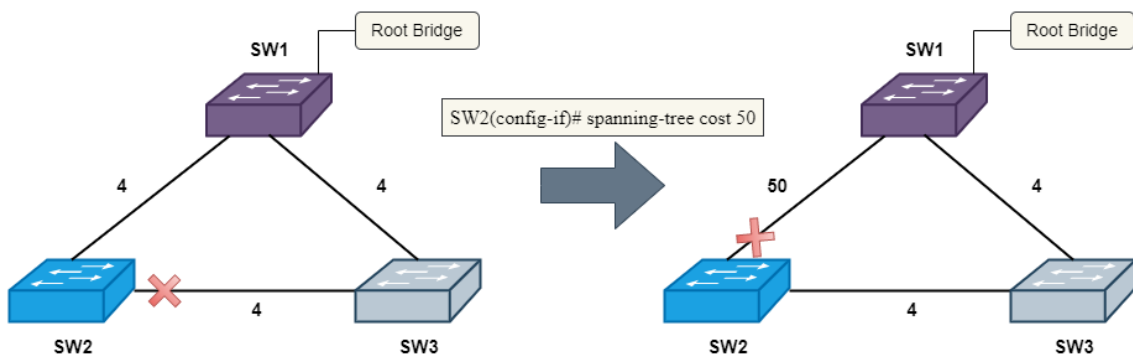 Root Bridge
SW1
4
4
4
SW2
SW3
SW2(config-if)# spanning-tree cost 50
Root Bridge
SW1
50
4
4
SW2
SW3